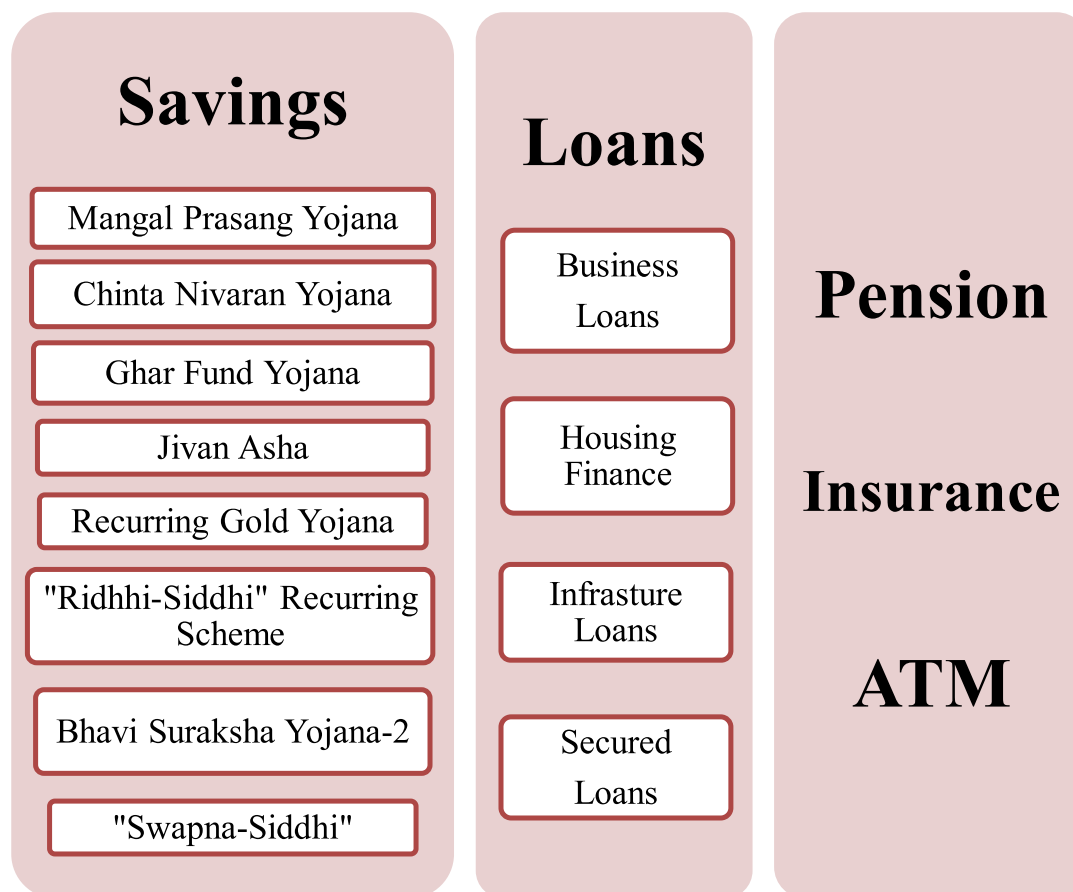 Savings
Mangal Prasang Yojana
Chinta Nivaran Yojana
Ghar Fund Yojana
Jivan Asha
Recurring Gold Yojana
"Ridhhi-Siddhi" Recurring
Scheme
Bhavi Suraksha Yojana-2
"Swapna-Siddhi"
Loans
Business
Loans
Housing
Finance
Infrasture
Loans
Secured
Loans
Pension
Insurance
ATM